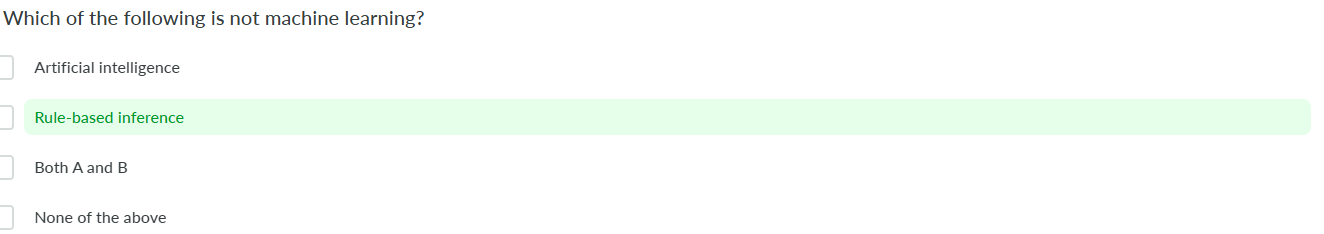 Which of the following is not machine learning?
Artificial intelligence
Rule-based inference
Both A and B
None of the above